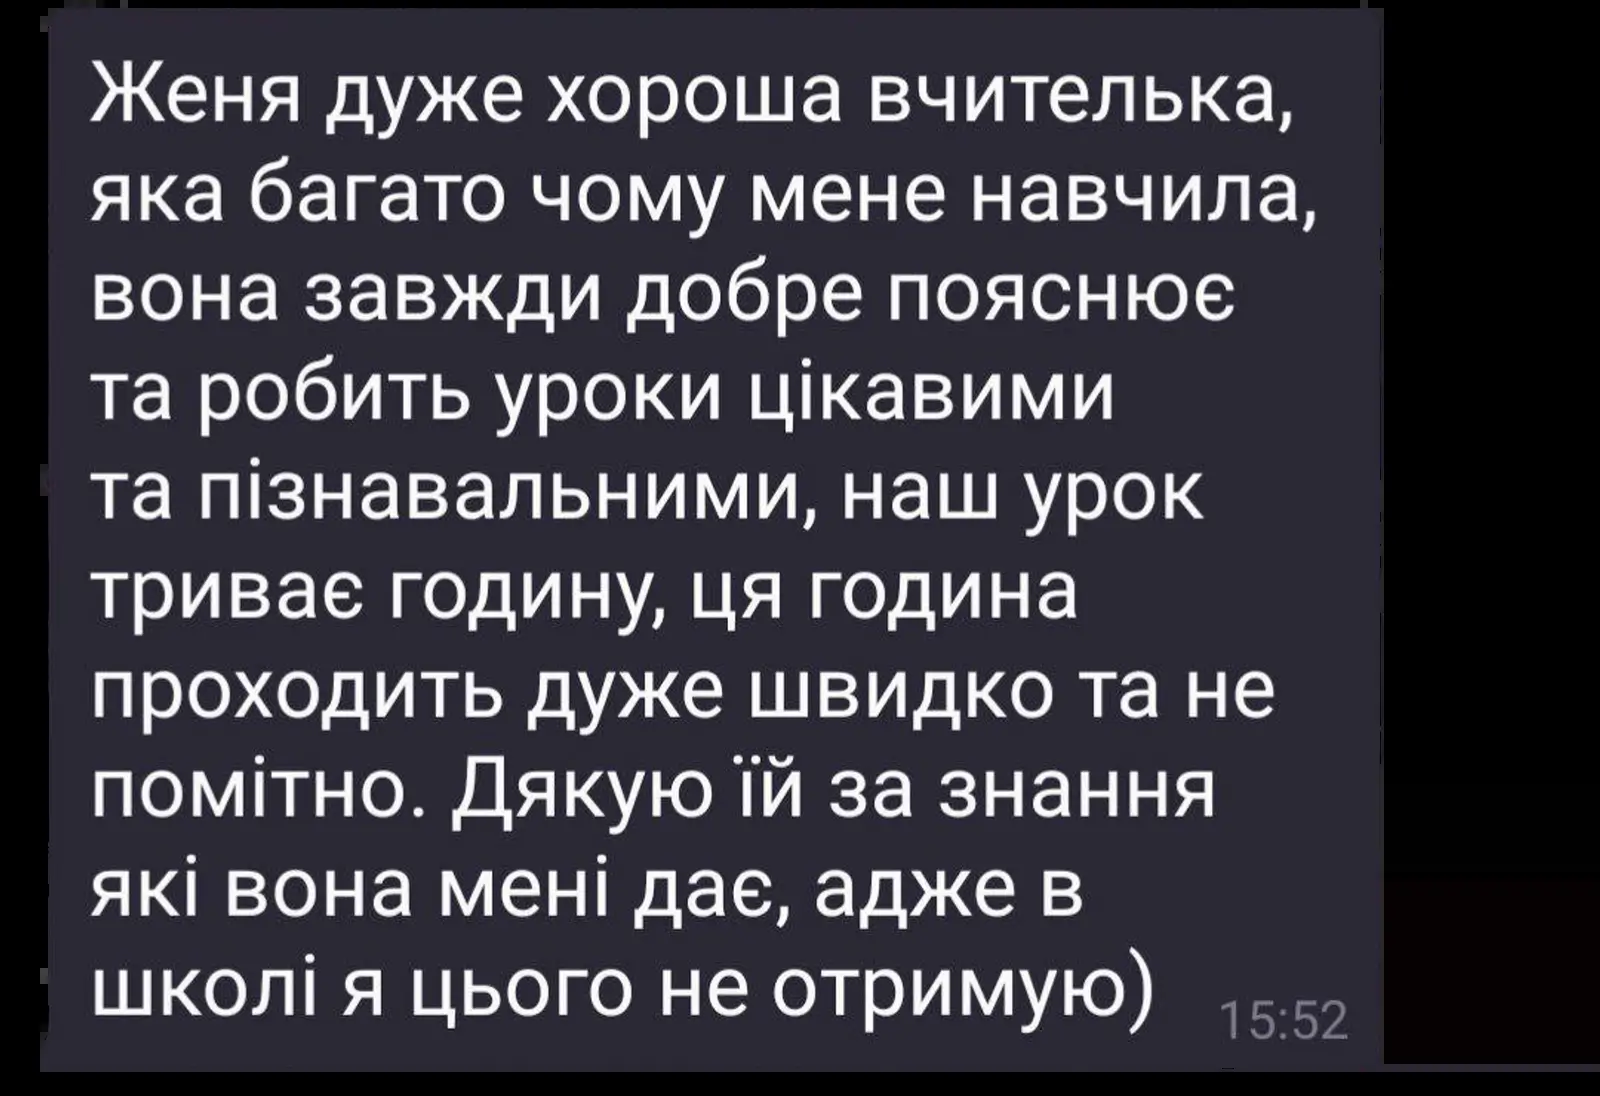 Женя дуже хороша вчителька,
яка багато чому мене навчила,
вона завжди добре пояснює
та робить уроки цікавими
та пізнавальними, наш урок
триває годину, ця година
проходить дуже швидко та не
помітно. Дякую їй за знання
які вона мені дає, адже в
школі я цього не отримую)
15:52